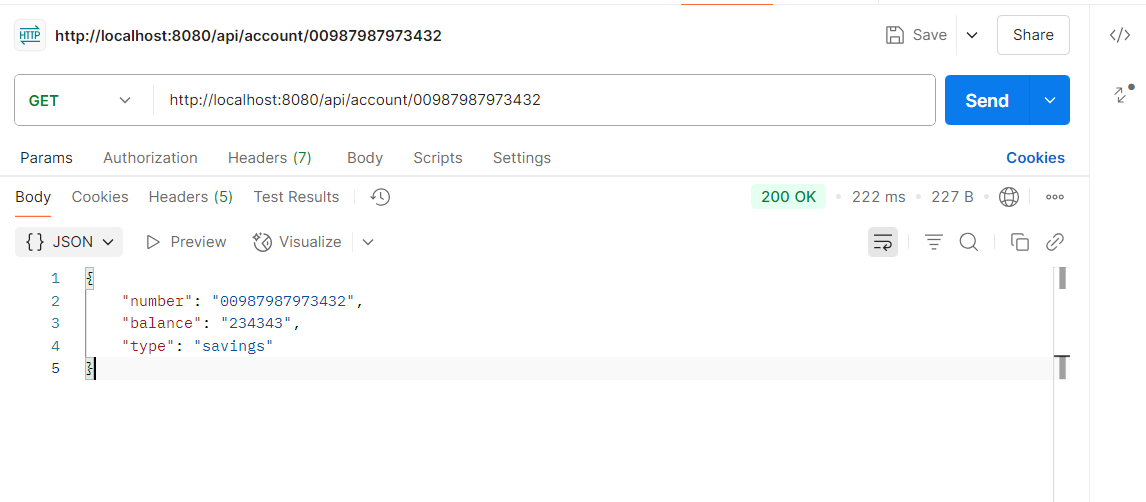 HTTP http://localhost:8080/api/account/00987987973432 Save Share
GET http://localhost:8080/api/account/00987987973432 Send
Params Authorization Headers (7) Body Scripts Settings Cookies
Body Cookies Headers (5) Test Results 200 OK 222 ms 227 B
{} JSON Preview Visualize
1 {
2 "number": "00987987973432",
3 "balance": "234343",
4 "type": "savings"
5 }